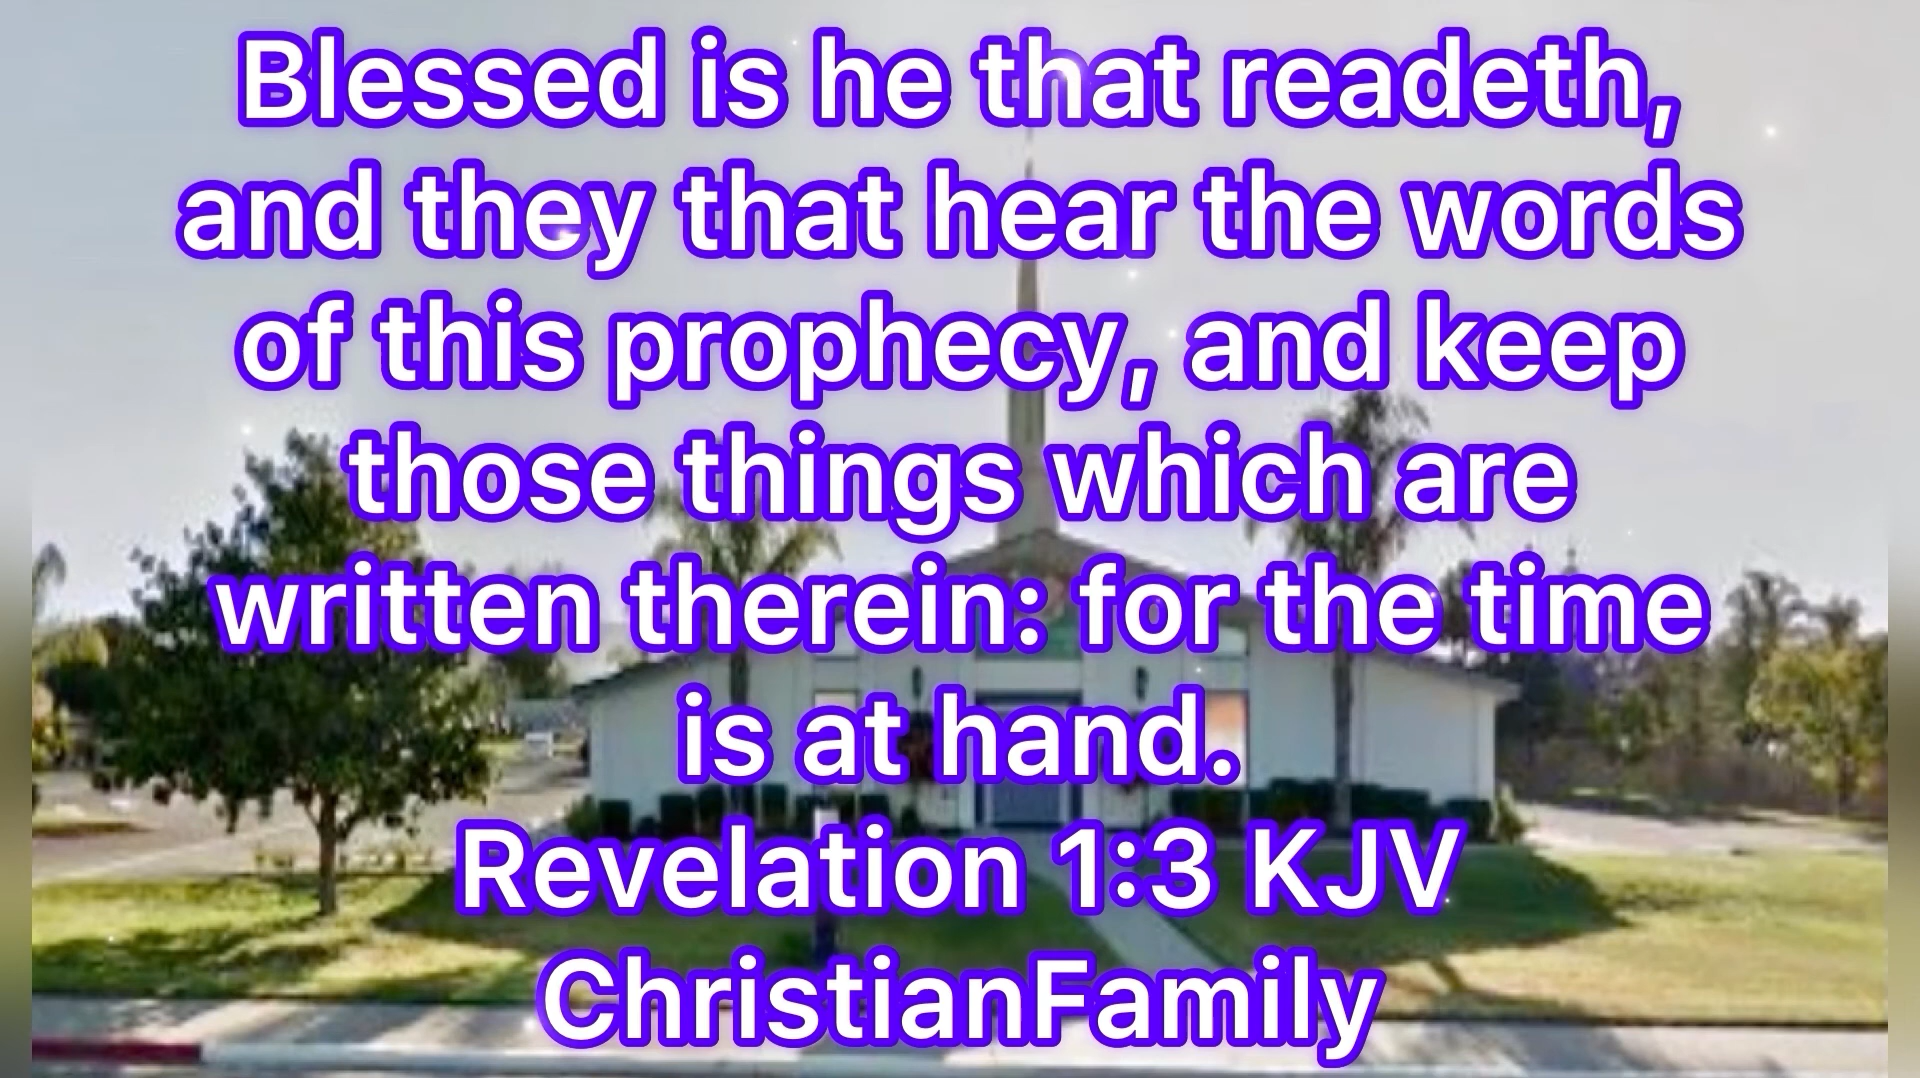 Blessed is he that readeth,
and they that hear the words
of this prophecy, and keep
those things which are
written therein: for the time
is at hand.
Revelation 1:3 KJV
ChristianFamily